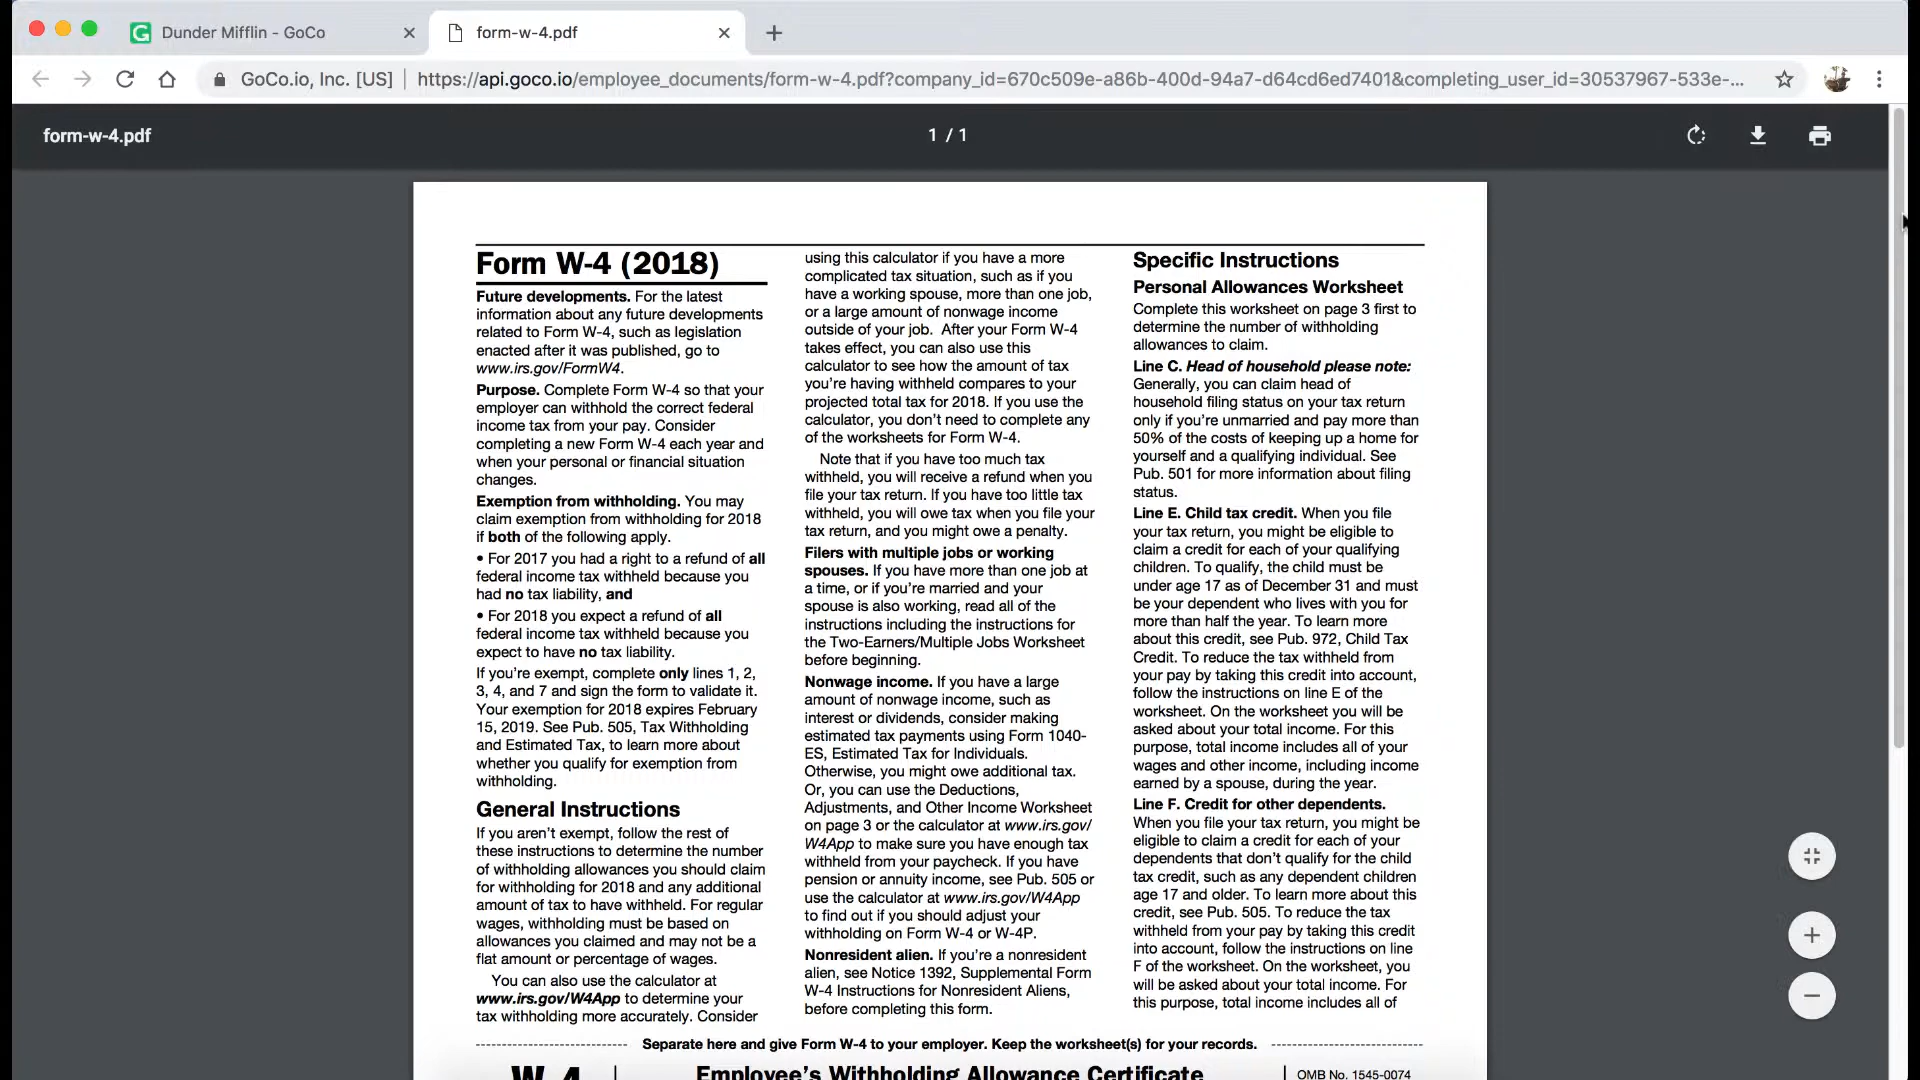 Dunder Mifflin - GoCo
form-w-4.pdf
GoCo.io, Inc. [US] | https://api.goco.io/employee_documents/form-w-4.pdf?company_id=670c509e-a86b-400d-94a7-d64cd6ed7401&completing_user_id=30537967-533e-...
form-w-4.pdf
1 / 1
Form W-4 (2018)
Future developments. For the latest
information about any future developments
related to Form W-4, such as legislation
enacted after it was published, go to
www.irs.gov/FormW4.
Purpose. Complete Form W-4 so that your
employer can withhold the correct federal
income tax from your pay. Consider
completing a new Form W-4 each year and
when your personal or financial situation
changes.
Exemption from withholding. You may
claim exemption from withholding for 2018
if both of the following apply.
• For 2017 you had a right to a refund of all
federal income tax withheld because you
had no tax liability, and
• For 2018 you expect a refund of all
federal income tax withheld because you
expect to have no tax liability.
If you're exempt, complete only lines 1, 2,
3, 4, and 7 and sign the form to validate it.
Your exemption for 2018 expires February
15, 2019. See Pub. 505, Tax Withholding
and Estimated Tax, to learn more about
whether you qualify for exemption from
withholding.
General Instructions
If you aren't exempt, follow the rest of
these instructions to determine the number
of withholding allowances you should claim
for withholding for 2018 and any additional
amount of tax to have withheld. For regular
wages, withholding must be based on
allowances you claimed and may not be a
flat amount or percentage of wages.
You can also use the calculator at
www.irs.gov/W4App to determine your
tax withholding more accurately. Consider
using this calculator if you have a more
complicated tax situation, such as if you
have a working spouse, more than one job,
or a large amount of nonwage income
outside of your job. After your Form W-4
takes effect, you can also use this
calculator to see how the amount of tax
you're having withheld compares to your
projected total tax for 2018. If you use the
calculator, you don't need to complete any
of the worksheets for Form W-4.
Note that if you have too much tax
withheld, you will receive a refund when you
file your tax return. If you have too little tax
withheld, you will owe tax when you file your
tax return, and you might owe a penalty.
Filers with multiple jobs or working
spouses. If you have more than one job at
a time, or if you're married and your
spouse is also working, read all of the
instructions including the instructions for
the Two-Earners/Multiple Jobs Worksheet
before beginning.
Nonwage income. If you have a large
amount of nonwage income, such as
interest or dividends, consider making
estimated tax payments using Form 1040-
ES, Estimated Tax for Individuals.
Otherwise, you might owe additional tax.
Or, you can use the Deductions,
Adjustments, and Other Income Worksheet
on page 3 or the calculator at www.irs.gov/
W4App to make sure you have enough tax
withheld from your paycheck. If you have
pension or annuity income, see Pub. 505 or
use the calculator at www.irs.gov/W4App
to find out if you should adjust your
withholding on Form W-4 or W-4P.
Nonresident alien. If you're a nonresident
alien, see Notice 1392, Supplemental Form
W-4 Instructions for Nonresident Aliens,
before completing this form.
Specific Instructions
Personal Allowances Worksheet
Complete this worksheet on page 3 first to
determine the number of withholding
allowances to claim.
Line C. Head of household please note:
Generally, you can claim head of
household filing status on your tax return
only if you're unmarried and pay more than
50% of the costs of keeping up a home for
yourself and a qualifying individual. See
Pub. 501 for more information about filing
status.
Line E. Child tax credit. When you file
your tax return, you might be eligible to
claim a credit for each of your qualifying
children. To qualify, the child must be
under age 17 as of December 31 and must
be your dependent who lives with you for
more than half the year. To learn more
about this credit, see Pub. 972, Child Tax
Credit. To reduce the tax withheld from
your pay by taking this credit into account,
follow the instructions on line E of the
worksheet. On the worksheet you will be
asked about your total income. For this
purpose, total income includes all of your
wages and other income, including income
earned by a spouse, during the year.
Line F. Credit for other dependents.
When you file your tax return, you might be
eligible to claim a credit for each of your
dependents that don't qualify for the child
tax credit, such as any dependent children
age 17 and older. To learn more about this
credit, see Pub. 505. To reduce the tax
withheld from your pay by taking this credit
into account, follow the instructions on line
F of the worksheet. On the worksheet, you
will be asked about your total income. For
this purpose, total income includes all of
Separate here and give Form W-4 to your employer. Keep the worksheet(s) for your records.
W-4
Employee's Withholding Allowance Certificate
OMB No. 1545-0074